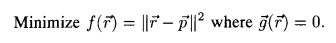 Minimize f(r⃗) = ‖r⃗ − p⃗‖² where g⃗(r⃗) = 0.